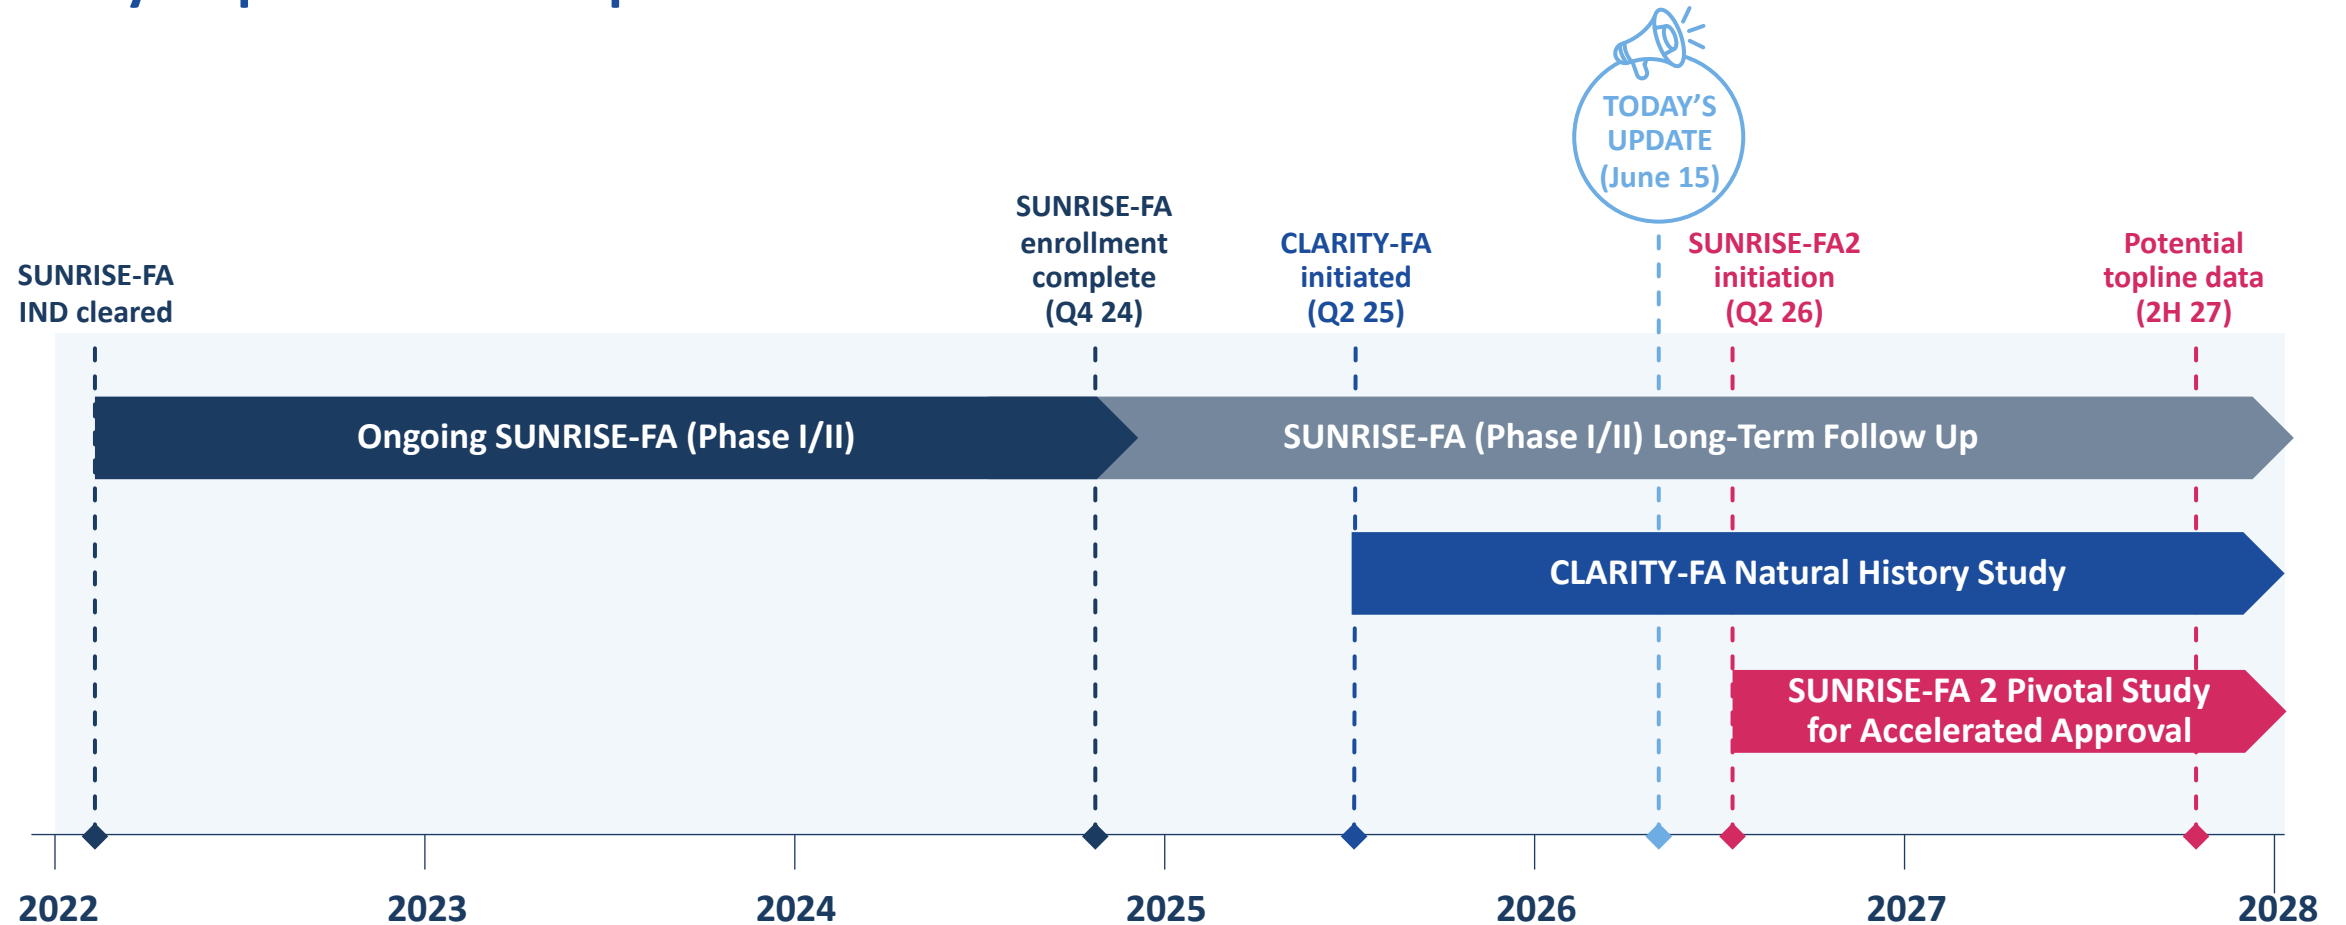 TODAY'S
UPDATE
(June 15)
SUNRISE-FA
IND cleared
SUNRISE-FA
enrollment
complete
(Q4 24)
CLARITY-FA
initiated
(Q2 25)
SUNRISE-FA2
initiation
(Q2 26)
Potential
topline data
(2H 27)
Ongoing SUNRISE-FA (Phase I/II)
SUNRISE-FA (Phase I/II) Long-Term Follow Up
CLARITY-FA Natural History Study
SUNRISE-FA 2 Pivotal Study
for Accelerated Approval
2022
2023
2024
2025
2026
2027
2028